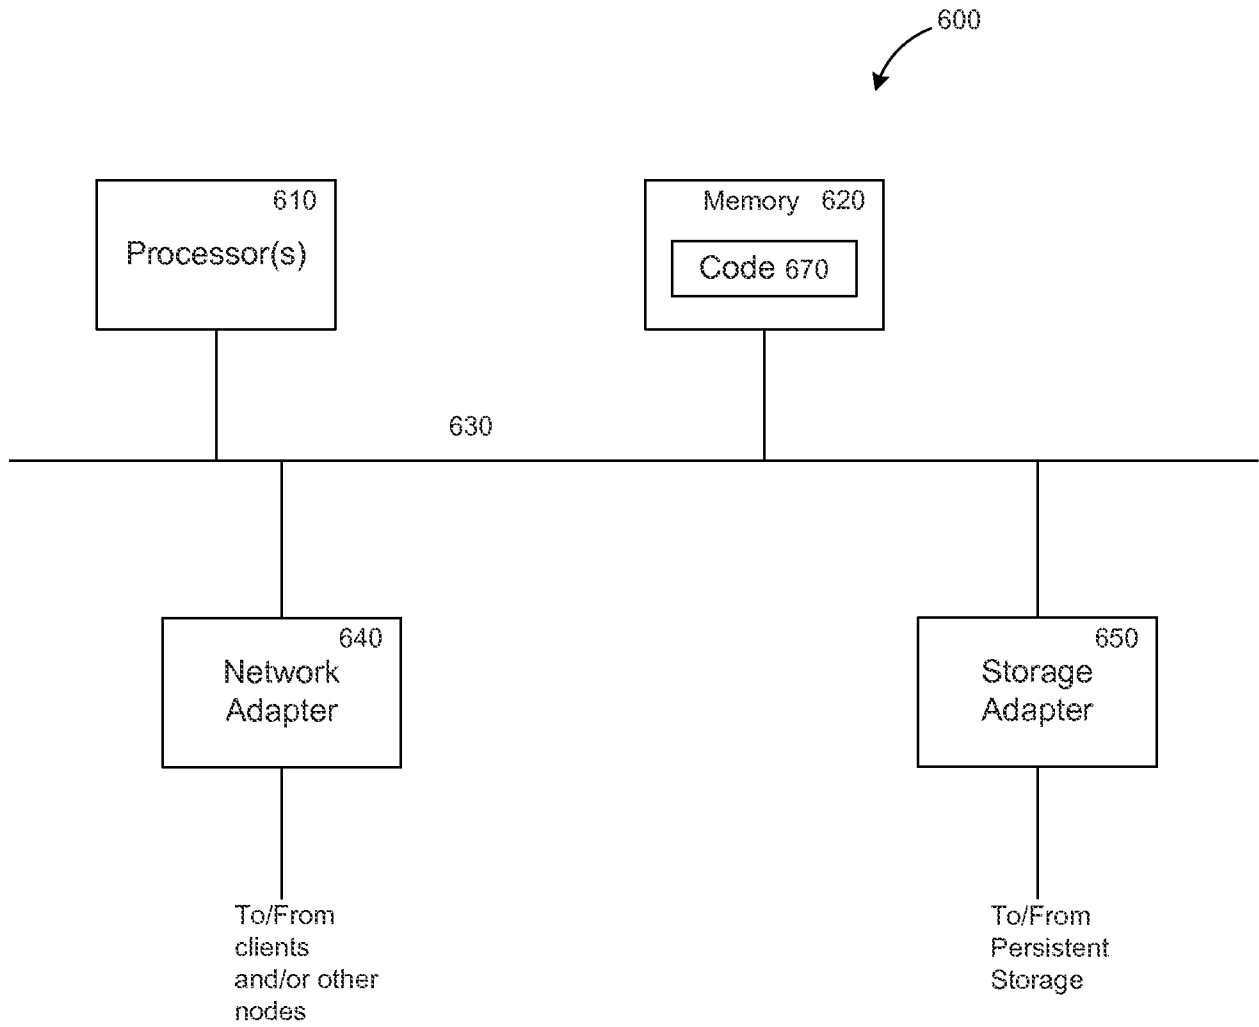 600
610
Processor(s)
Memory 620
Code 670
630
640
Network
Adapter
650
Storage
Adapter
To/From
clients
and/or other
nodes
To/From
Persistent
Storage